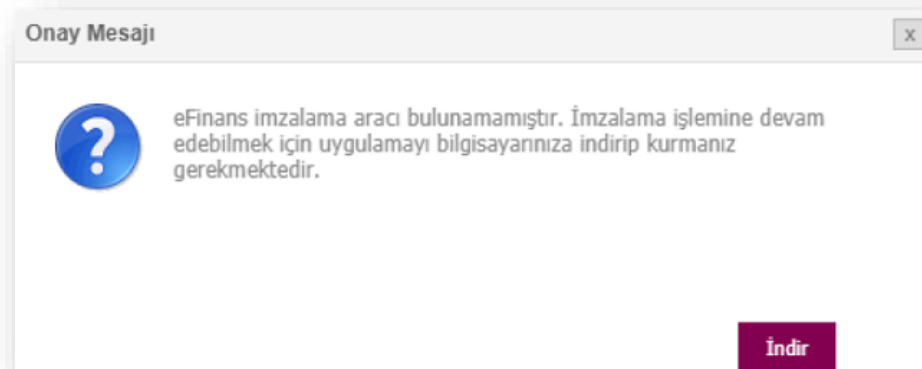 Onay Mesajı
x
eFinans imzalama aracı bulunamamıştır. İmzalama işlemine devam
edebilmek için uygulamayı bilgisayarınıza indirip kurmanız
gerekmektedir.
İndir